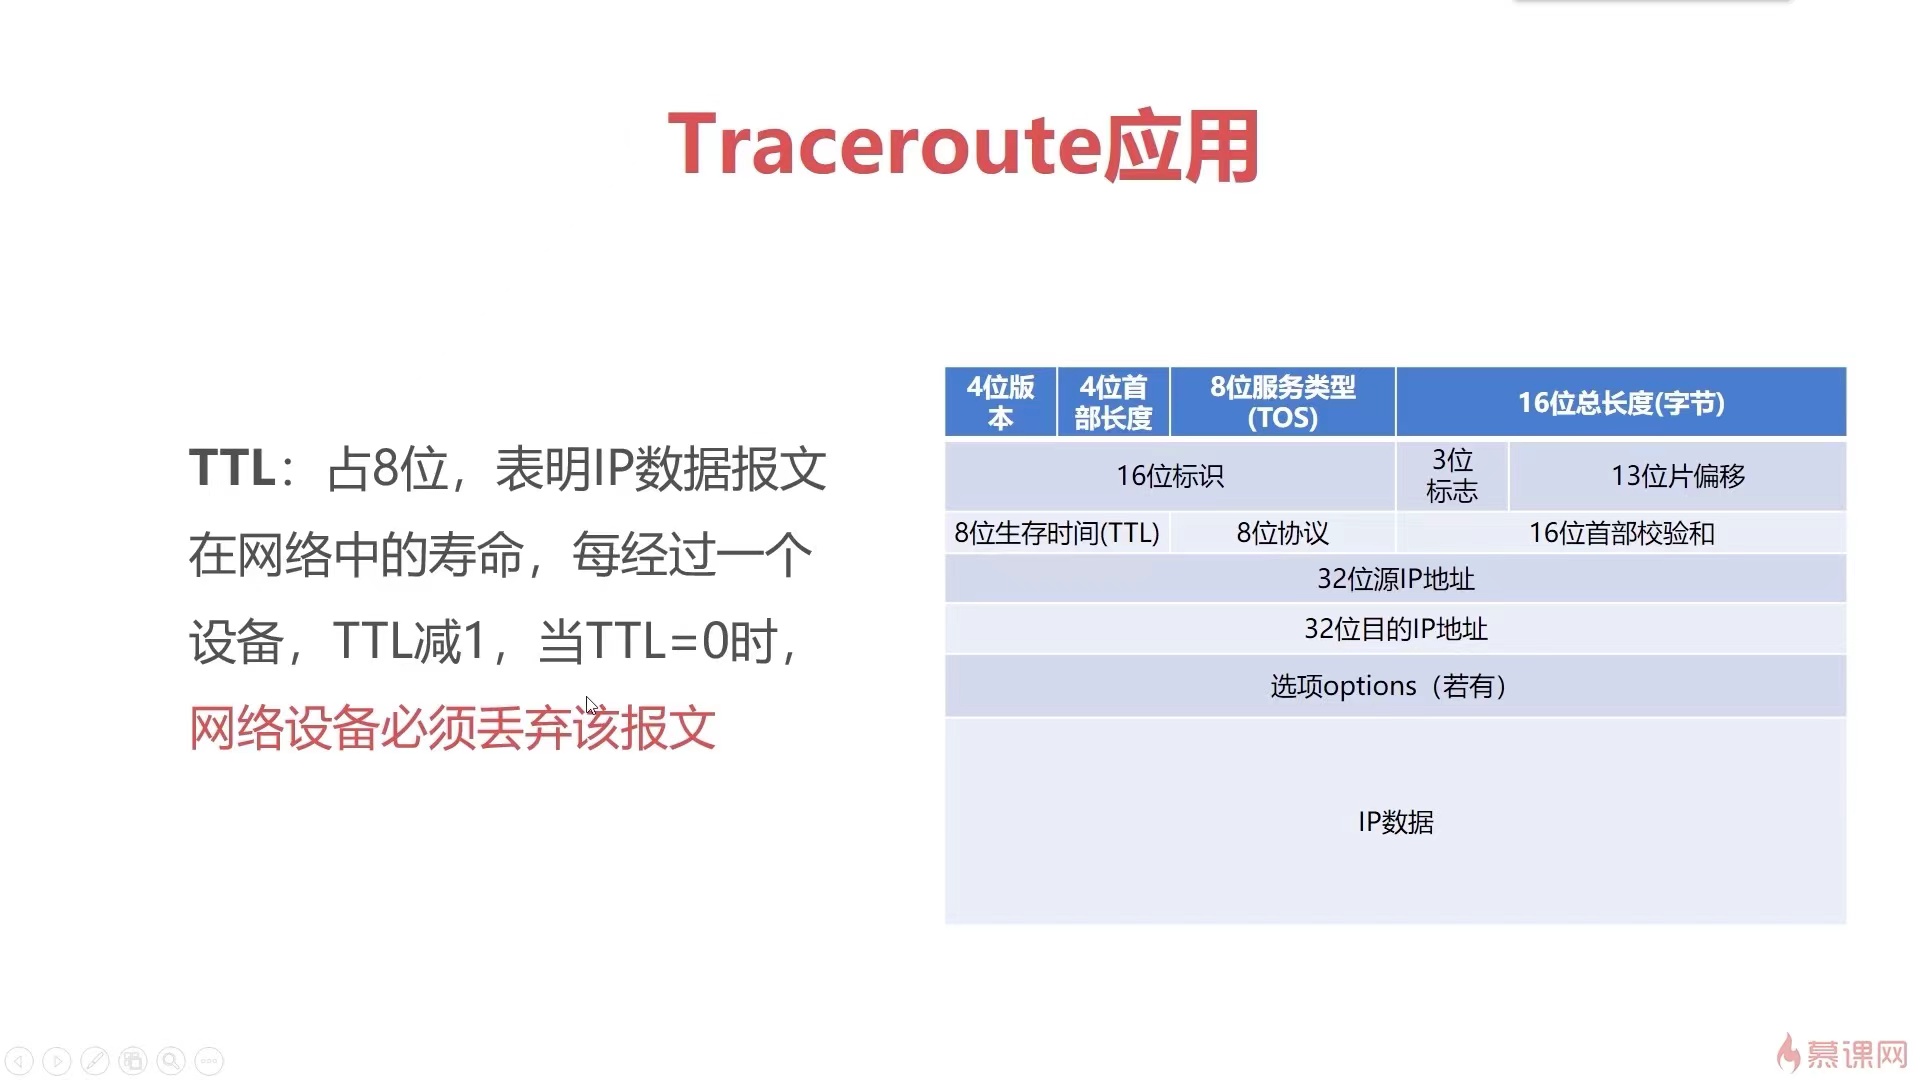 Traceroute应用
TTL：占8位，表明IP数据报文
在网络中的寿命，每经过一个
设备，TTL减1，当TTL=0时，
网络设备必须丢弃该报文
4位版
本
4位首
部长度
8位服务类型
(TOS)
16位总长度(字节)
16位标识
3位
标志
13位片偏移
8位生存时间(TTL)
8位协议
16位首部校验和
32位源IP地址
32位目的IP地址
选项options（若有）
IP数据
慕课网